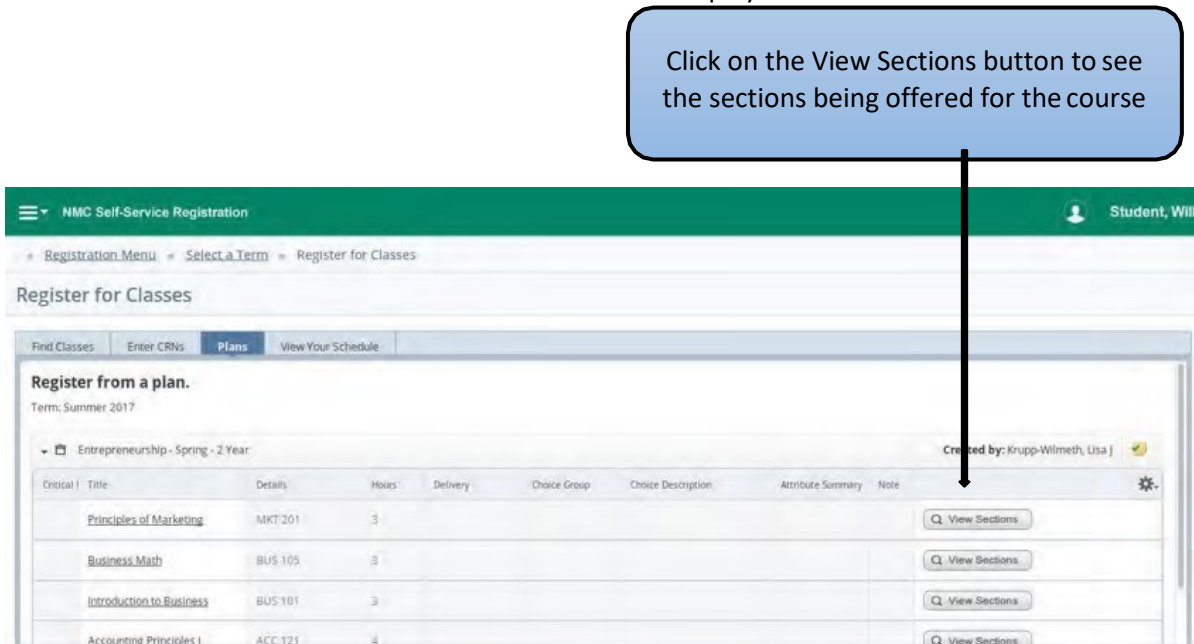 Click on the View Sections button to see
the sections being offered for the course
NMC Self-Service Registration
Student, Will
Registration Menu Select a Term Register for Classes
Register for Classes
Find Classes Enter CRNs Plans View Your Schedule
Register from a plan.
Term: Summer 2017
Entrepreneurship - Spring - 2 Year
Created by: Krupp-Wilmeth, Lisa J
Critical Title Details Hours Delivery Choice Group Choice Description Attribute Summary Note
Principles of Marketing MKT 201 3 View Sections
Business Math BUS 105 3 View Sections
Introduction to Business BUS 101 3 View Sections
Accounting Principles I ACC 121 4 View Sections